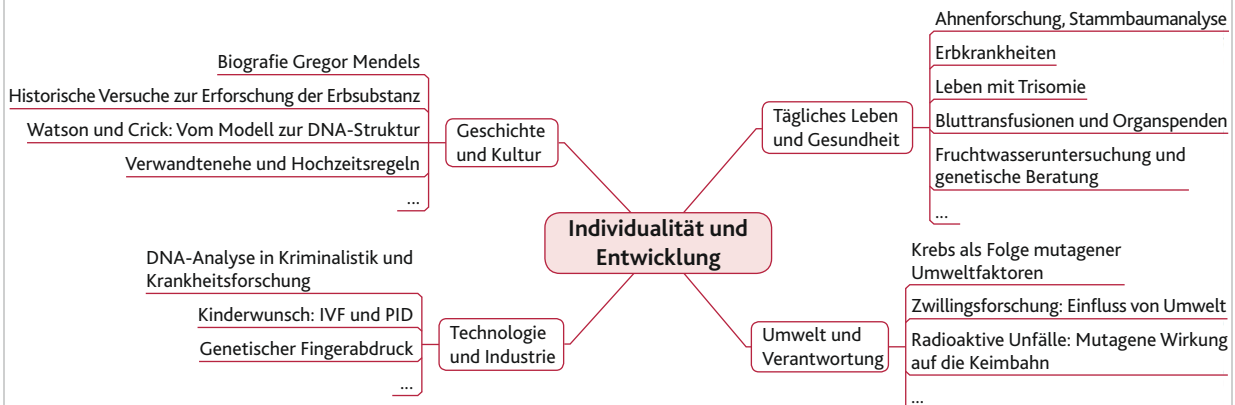 Individualität und
Entwicklung
Geschichte
und Kultur
Biografie Gregor Mendels
Historische Versuche zur Erforschung der Erbsubstanz
Watson und Crick: Vom Modell zur DNA-Struktur
Verwandtenehe und Hochzeitsregeln
...
Tägliches Leben
und Gesundheit
Ahnenforschung, Stammbaumanalyse
Erbkrankheiten
Leben mit Trisomie
Bluttransfusionen und Organspenden
Fruchtwasseruntersuchung und
genetische Beratung
...
Technologie
und Industrie
DNA-Analyse in Kriminalistik und
Krankheitsforschung
Kinderwunsch: IVF und PID
Genetischer Fingerabdruck
...
Umwelt und
Verantwortung
Krebs als Folge mutagener
Umweltfaktoren
Zwillingsforschung: Einfluss von Umwelt
Radioaktive Unfälle: Mutagene Wirkung
auf die Keimbahn
...